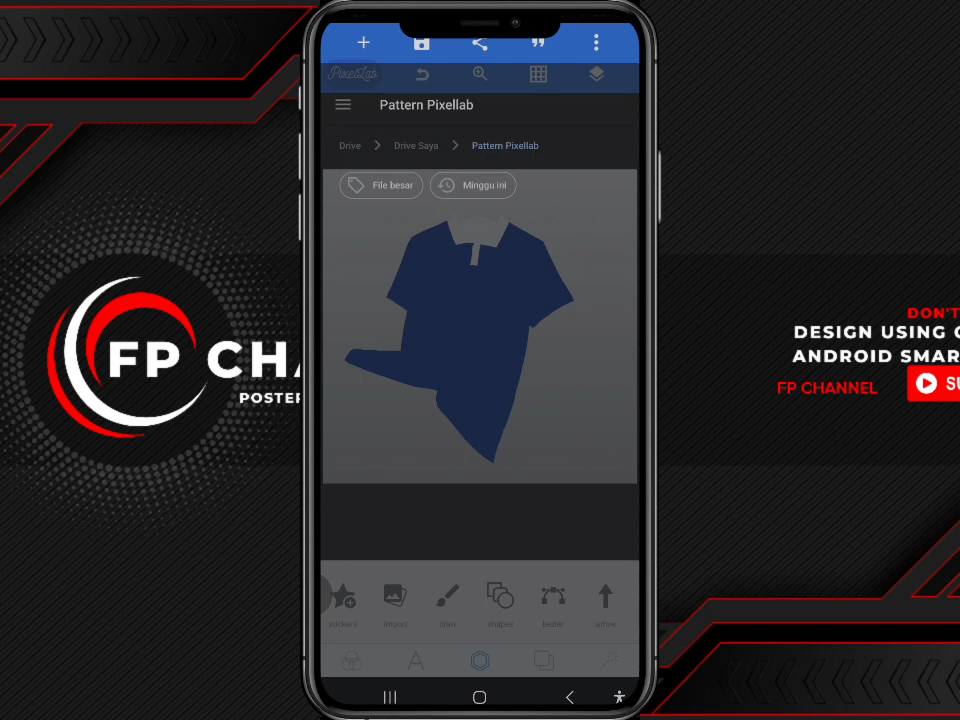 PixelLab
Pattern Pixellab
Drive
Drive Saya
Pattern Pixellab
File besar
Minggu ini
FP CHA
POSTER
DON'T
DESIGN USING
ANDROID SMAR
FP CHANNEL
SU
stickers
import
draw
shapes
bezier
arrow